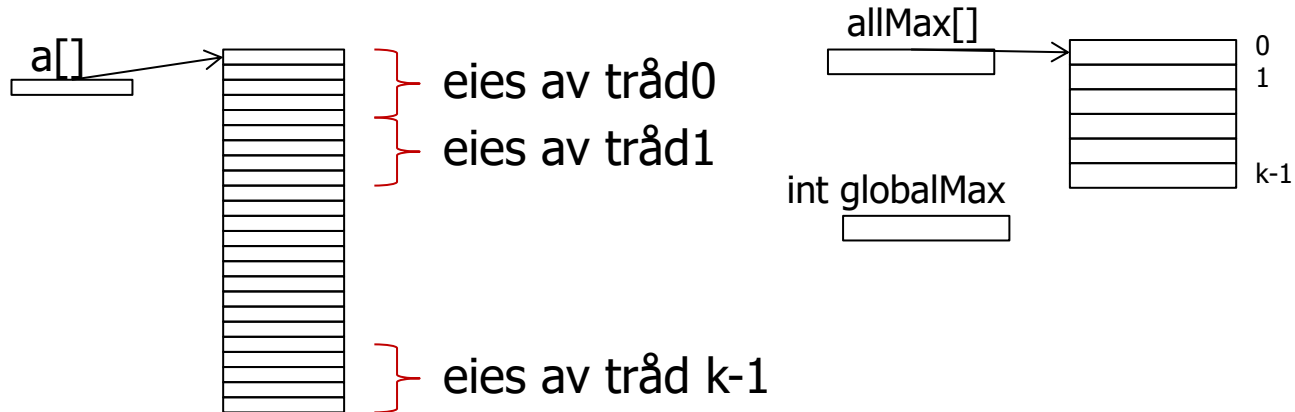 a[]
eies av tråd0
eies av tråd1
eies av tråd k-1
allMax[]
0
1
k-1
int globalMax